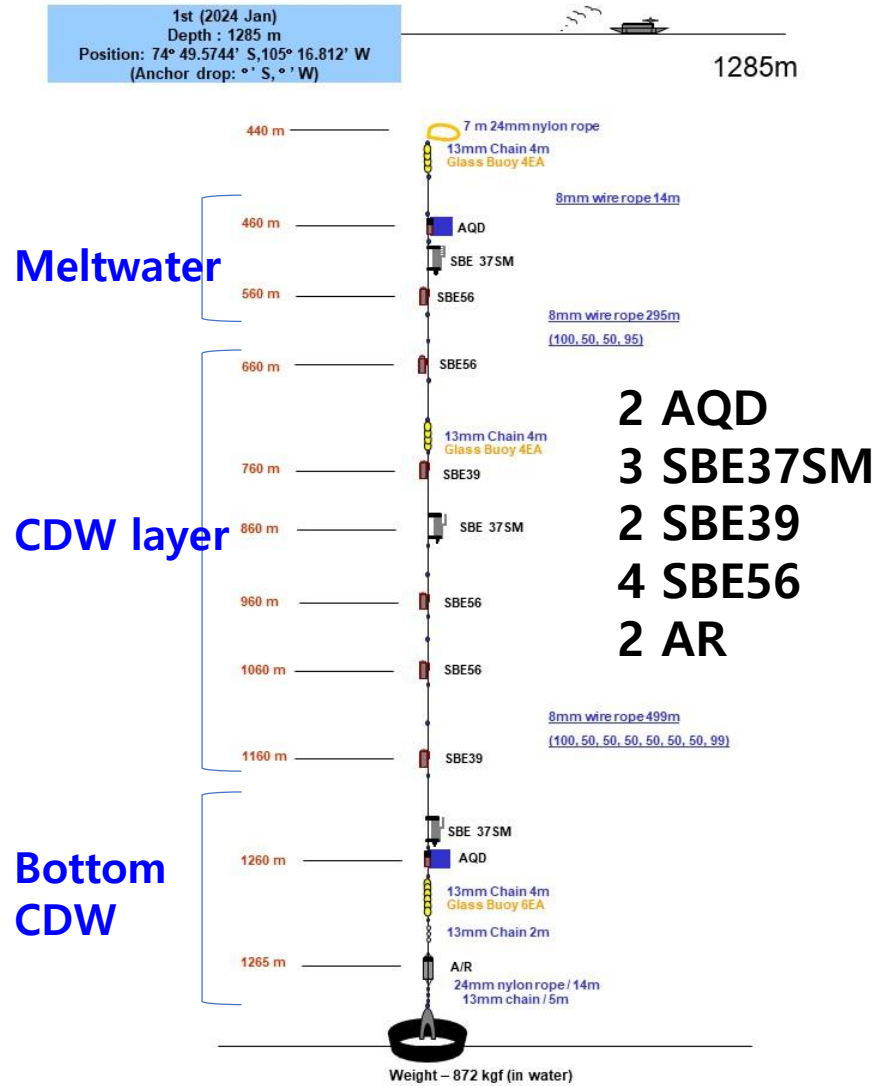 1st (2024 Jan)
Depth : 1285 m
Position: 74° 49.5744' S,105° 16.812' W
(Anchor drop: ° ' S, ° ' W)
1285m
440 m
7 m 24mm nylon rope
13mm Chain 4m
Glass Buoy 4EA
8mm wire rope 14m
460 m
AQD
Meltwater
SBE 37SM
560 m
SBE56
8mm wire rope 295m
(100, 50, 50, 95)
660 m
SBE56
2 AQD
3 SBE37SM
2 SBE39
4 SBE56
2 AR
13mm Chain 4m
Glass Buoy 4EA
760 m
SBE39
CDW layer
860 m
SBE 37SM
960 m
SBE56
1060 m
SBE56
8mm wire rope 499m
(100, 50, 50, 50, 50, 50, 50, 99)
1160 m
SBE39
SBE 37SM
Bottom
CDW
1260 m
AQD
13mm Chain 4m
Glass Buoy 6EA
13mm Chain 2m
1265 m
A/R
24mm nylon rope / 14m
13mm chain / 5m
Weight – 872 kgf (in water)